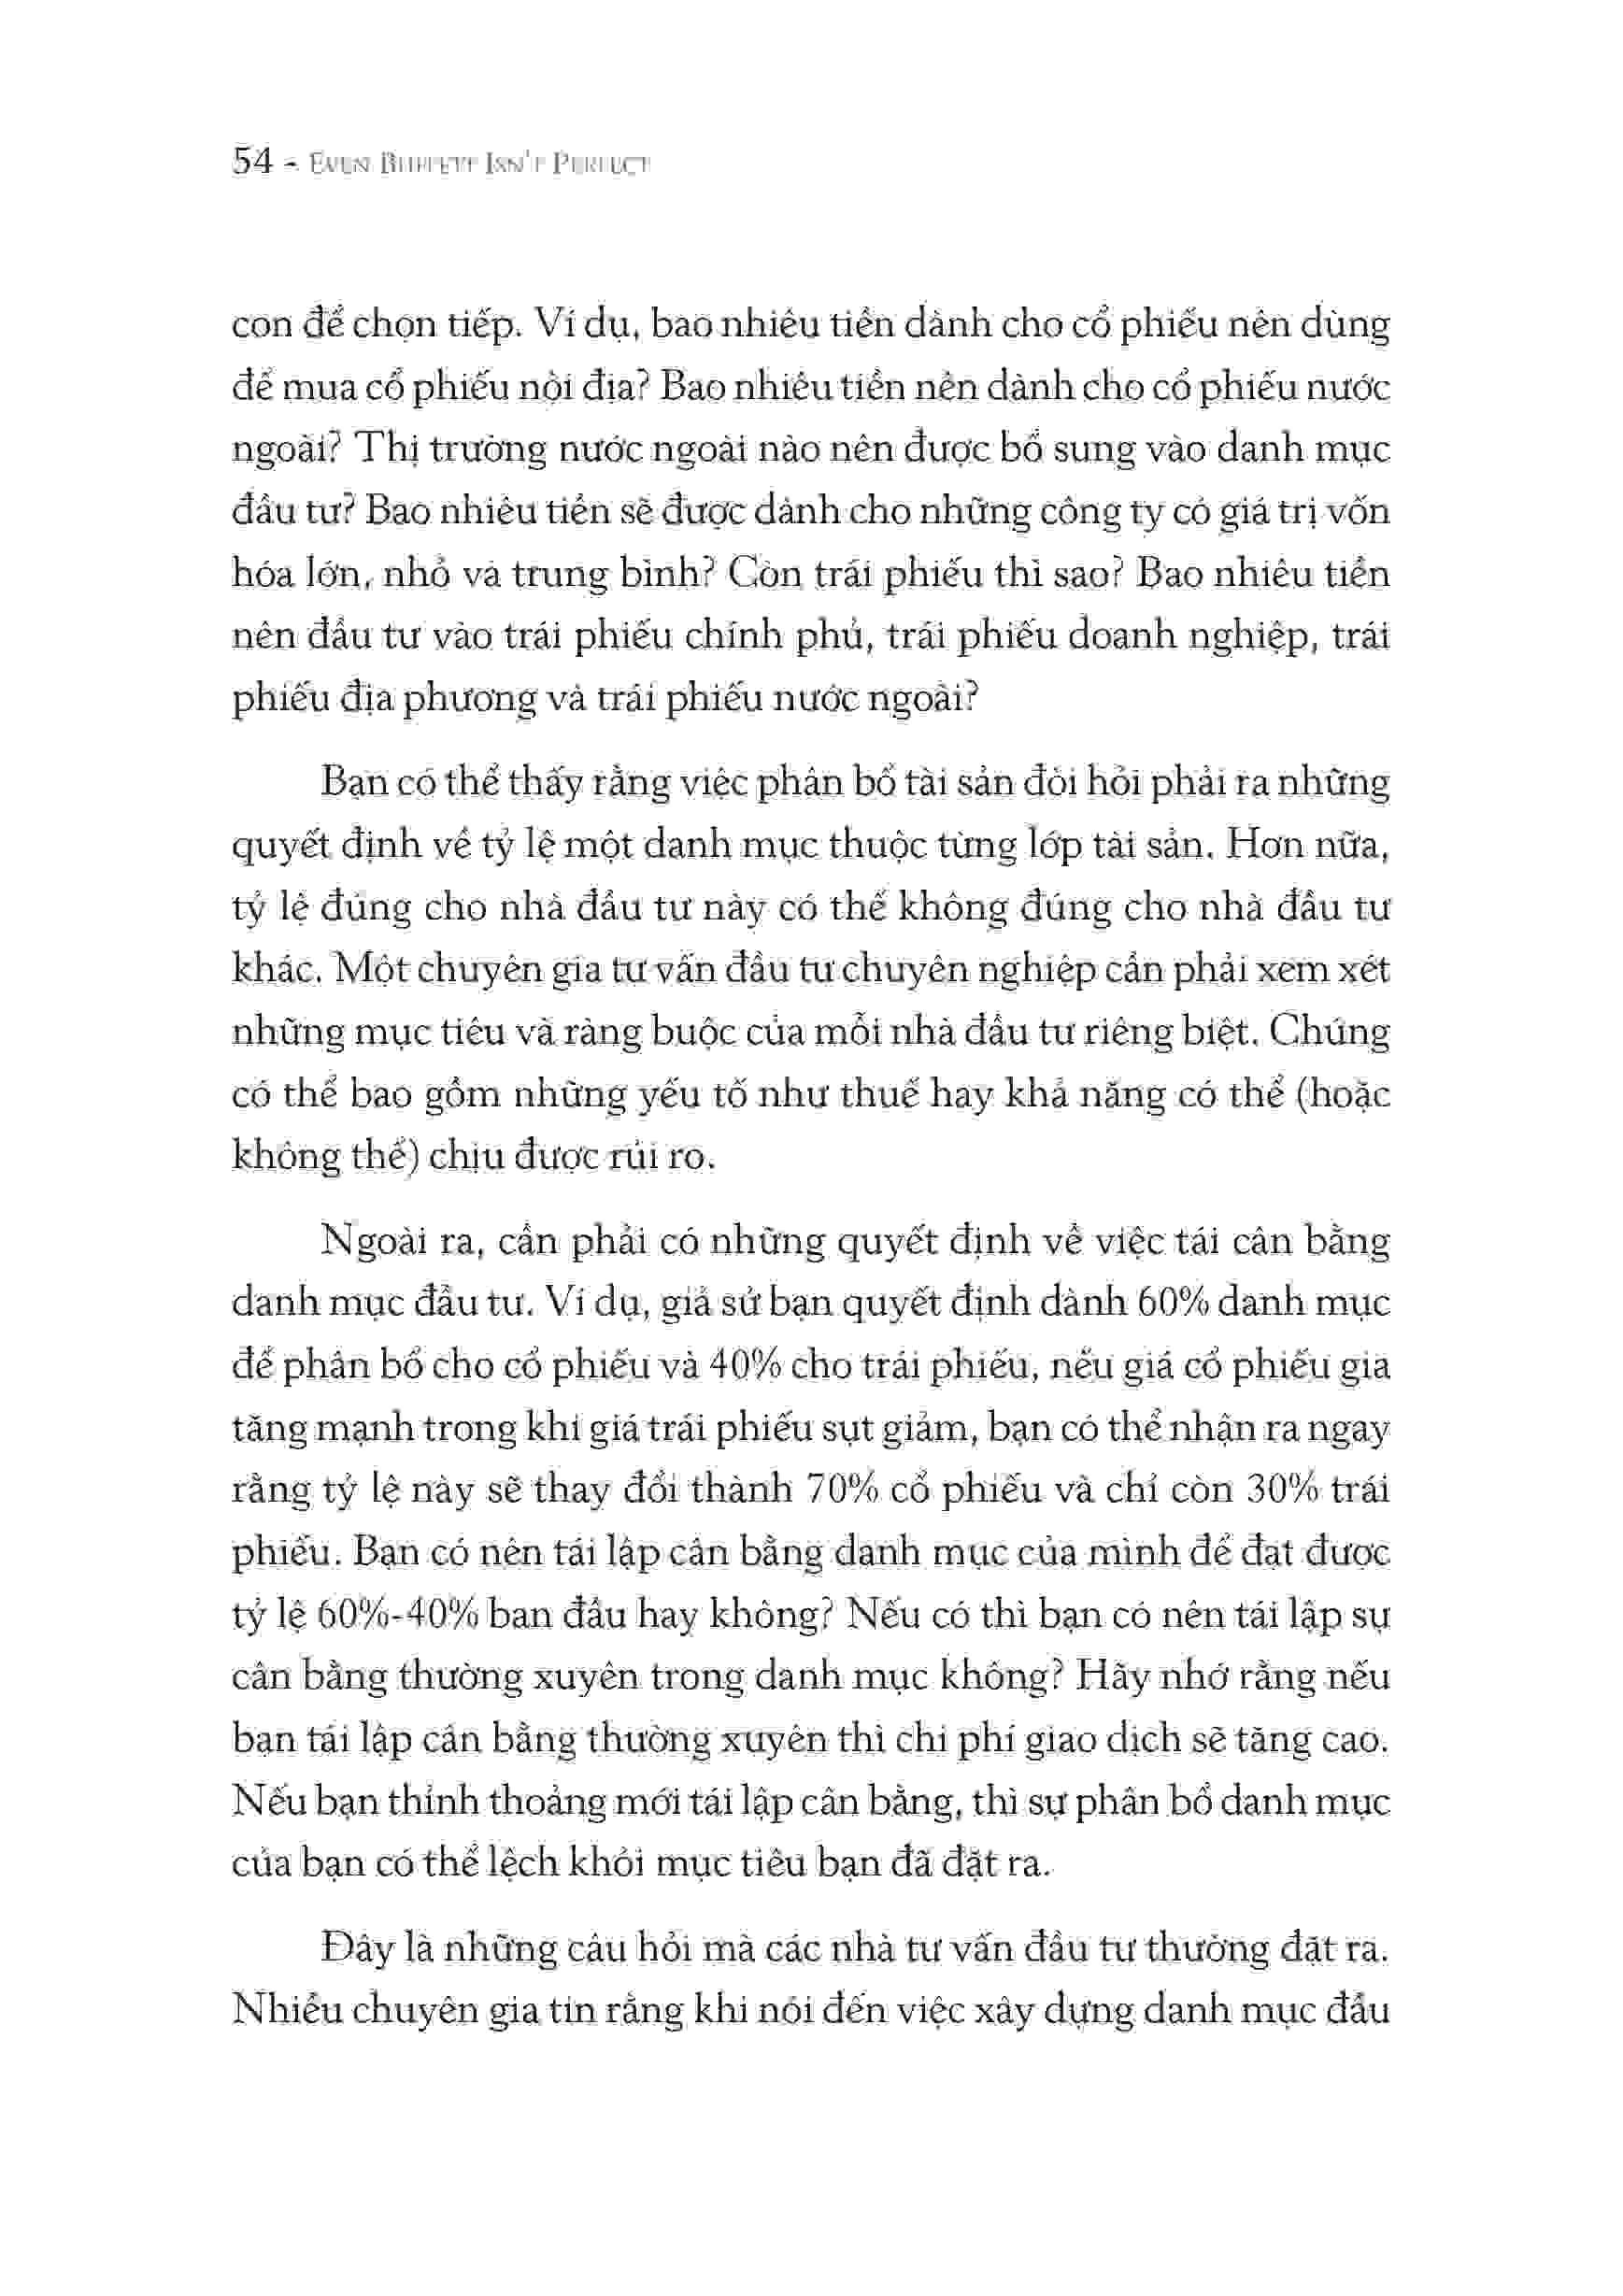 54 - EVEN BUFFETT ISN'T PERFECT
con để chọn tiếp. Ví dụ, bao nhiêu tiền dành cho cổ phiếu nên dùng
để mua cổ phiếu nội địa? Bao nhiêu tiền nên dành cho cổ phiếu nước
ngoài? Thị trường nước ngoài nào nên được bổ sung vào danh mục
đầu tư? Bao nhiêu tiền sẽ được dành cho những công ty có giá trị vốn
hóa lớn, nhỏ và trung bình? Còn trái phiếu thì sao? Bao nhiêu tiền
nên đầu tư vào trái phiếu chính phủ, trái phiếu doanh nghiệp, trái
phiếu địa phương và trái phiếu nước ngoài?
Bạn có thể thấy rằng việc phân bổ tài sản đòi hỏi phải ra những
quyết định về tỷ lệ một danh mục thuộc từng lớp tài sản. Hơn nữa,
tỷ lệ đúng cho nhà đầu tư này có thể không đúng cho nhà đầu tư
khác. Một chuyên gia tư vấn đầu tư chuyên nghiệp cần phải xem xét
những mục tiêu và ràng buộc của mỗi nhà đầu tư riêng biệt. Chúng
có thể bao gồm những yếu tố như thuế hay khả năng có thể (hoặc
không thể) chịu được rủi ro.
Ngoài ra, cần phải có những quyết định về việc tái cân bằng
danh mục đầu tư. Ví dụ, giả sử bạn quyết định dành 60% danh mục
để phân bổ cho cổ phiếu và 40% cho trái phiếu, nếu giá cổ phiếu gia
tăng mạnh trong khi giá trái phiếu sụt giảm, bạn có thể nhận ra ngay
rằng tỷ lệ này sẽ thay đổi thành 70% cổ phiếu và chỉ còn 30% trái
phiếu. Bạn có nên tái lập cân bằng danh mục của mình để đạt được
tỷ lệ 60%-40% ban đầu hay không? Nếu có thì bạn có nên tái lập sự
cân bằng thường xuyên trong danh mục không? Hãy nhớ rằng nếu
bạn tái lập cân bằng thường xuyên thì chi phí giao dịch sẽ tăng cao.
Nếu bạn thỉnh thoảng mới tái lập cân bằng, thì sự phân bổ danh mục
của bạn có thể lệch khỏi mục tiêu bạn đã đặt ra.
Đây là những câu hỏi mà các nhà tư vấn đầu tư thường đặt ra.
Nhiều chuyên gia tin rằng khi nói đến việc xây dựng danh mục đầu